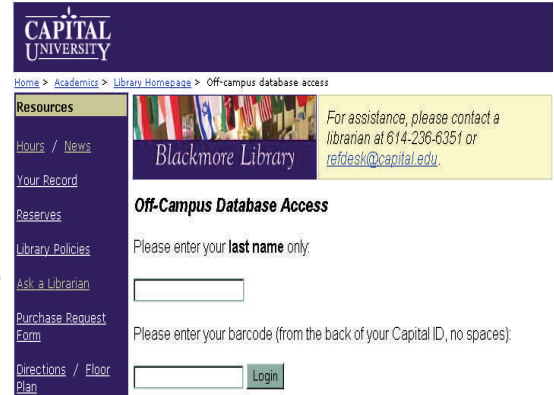 CAPITAL
UNIVERSITY
Home > Academics > Library Homepage > Off-campus database access
Resources
Hours / News
Your Record
Reserves
Library Policies
Ask a Librarian
Purchase Request
Form
Directions / Floor
Plan
Blackmore Library
For assistance, please contact a
librarian at 614-236-6351 or
refdesk@capital.edu.
Off-Campus Database Access
Please enter your last name only:
Please enter your barcode (from the back of your Capital ID, no spaces):
Login